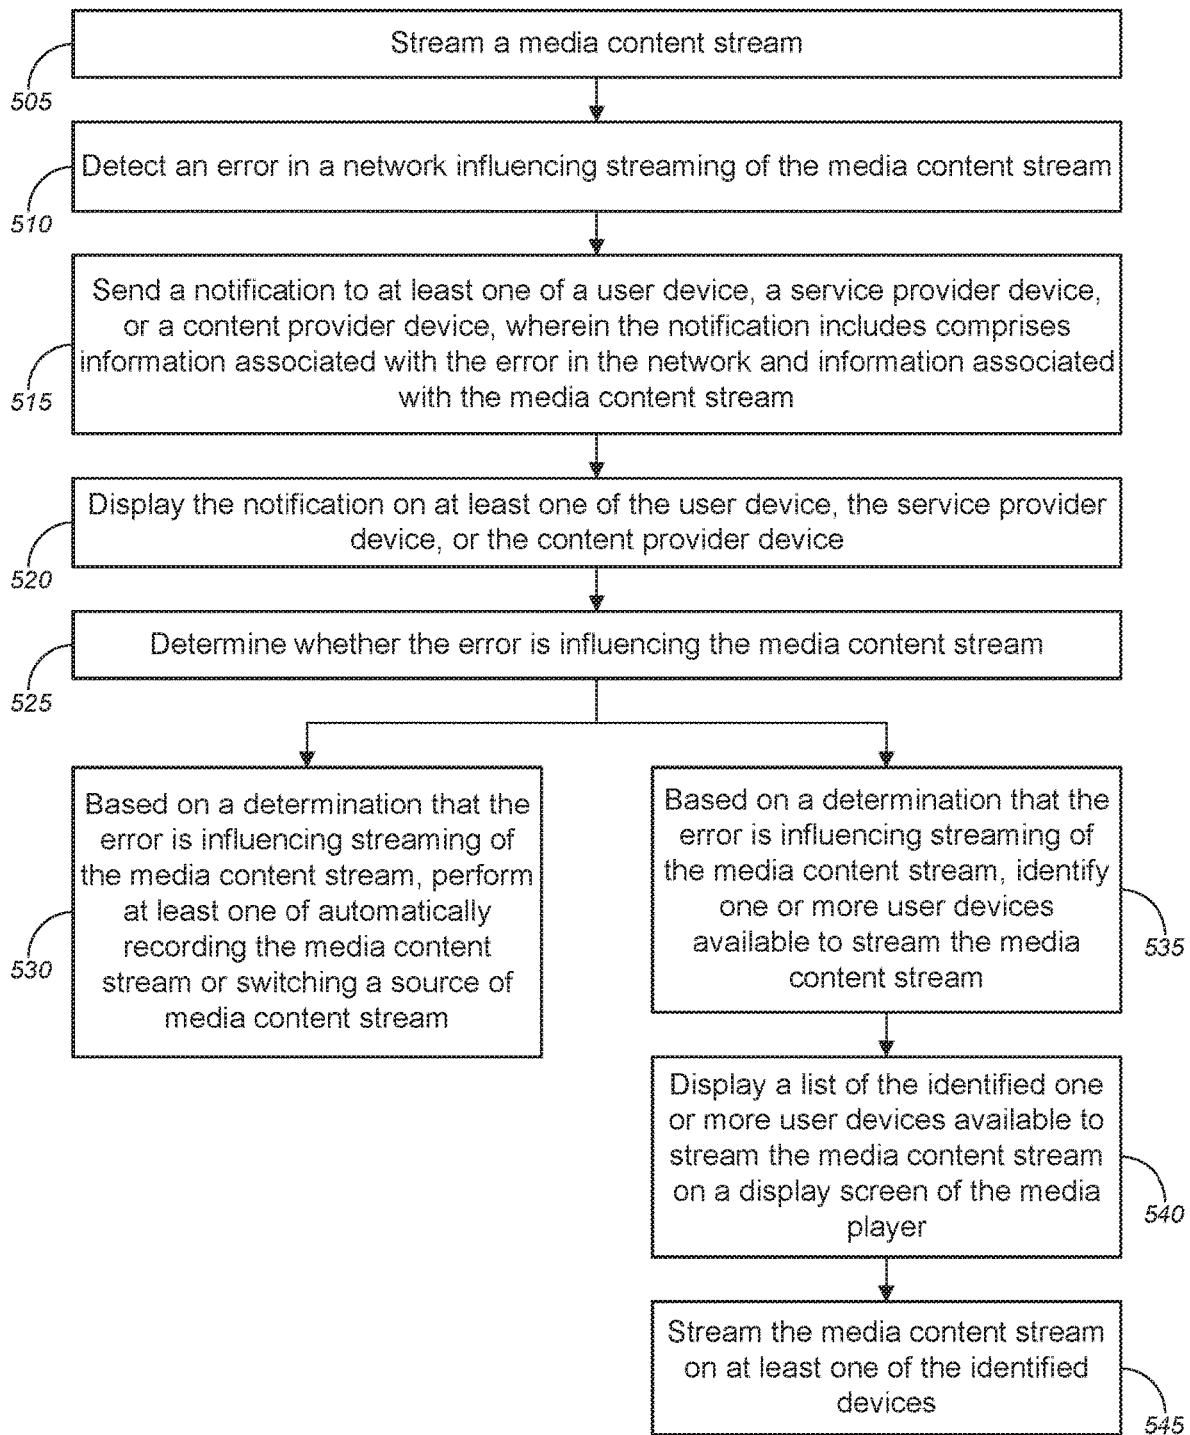 Stream a media content stream
505
Detect an error in a network influencing streaming of the media content stream
510
Send a notification to at least one of a user device, a service provider device,
or a content provider device, wherein the notification includes comprises
information associated with the error in the network and information associated
with the media content stream
515
Display the notification on at least one of the user device, the service provider
device, or the content provider device
520
Determine whether the error is influencing the media content stream
525
Based on a determination that the
error is influencing streaming of
the media content stream, perform
at least one of automatically
recording the media content
stream or switching a source of
media content stream
530
Based on a determination that the
error is influencing streaming of
the media content stream, identify
one or more user devices
available to stream the media
content stream
535
Display a list of the identified one
or more user devices available to
stream the media content stream
on a display screen of the media
player
540
Stream the media content stream
on at least one of the identified
devices
545